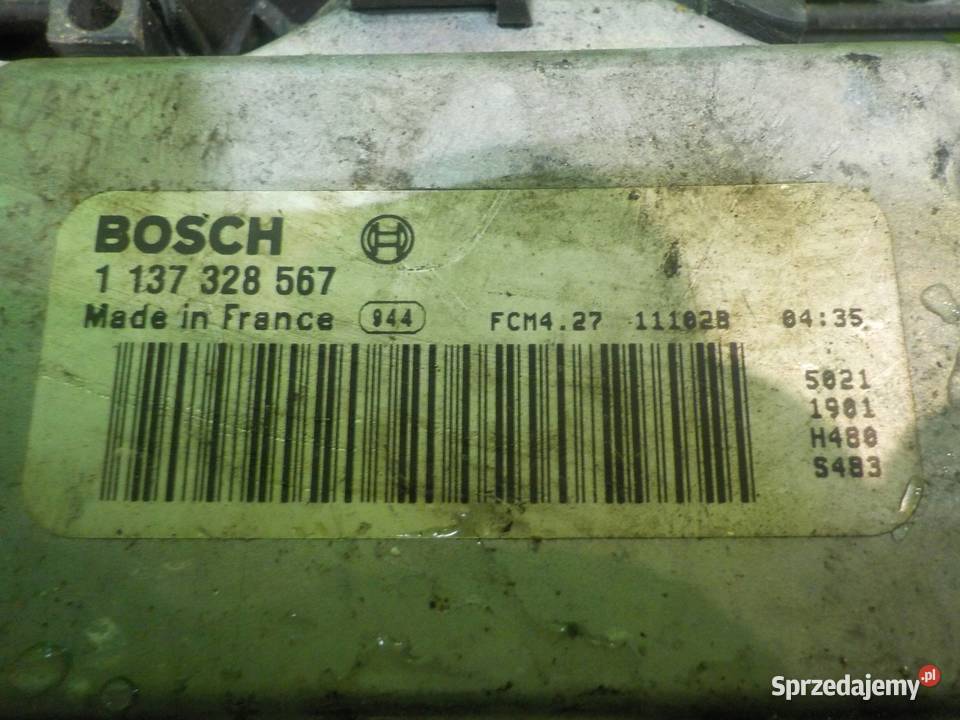 BOSCH
1 137 328 567
Made in France 944 FCM4.27 111028 04:35
5021
1901
H480
S483
Sprzedajemy.pl